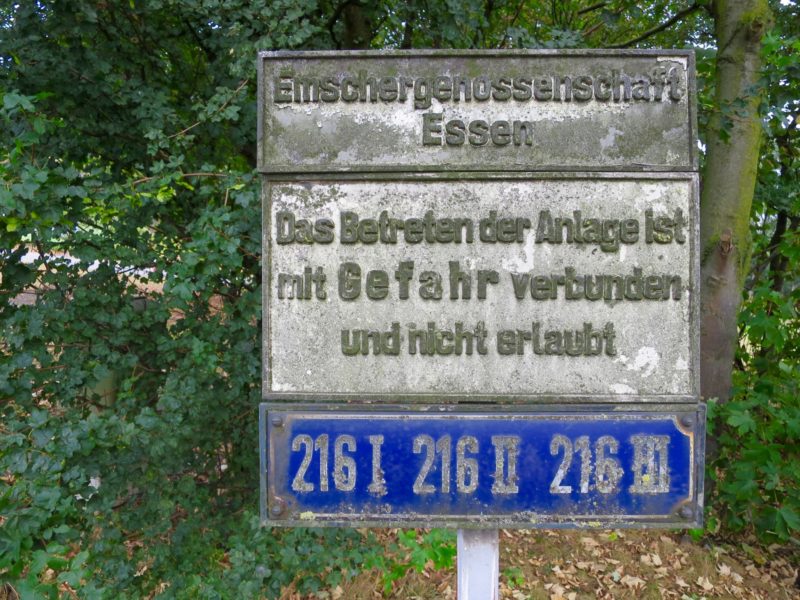 Emschergenossenschaft
Essen
Das Betreten der Anlage ist
mit Gefahr verbunden
und nicht erlaubt
216 I 216 II 216 III